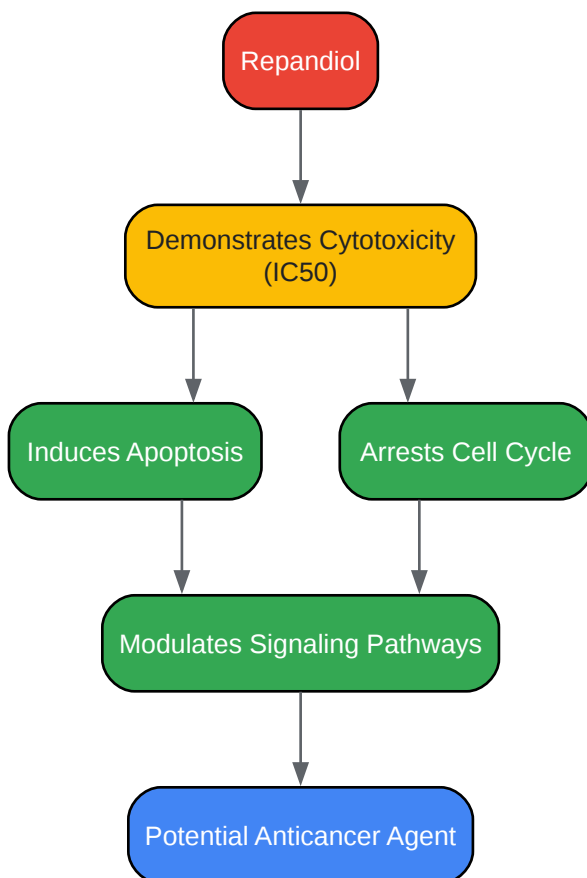 Repandiol
Demonstrates Cytotoxicity
(IC50)
Induces Apoptosis
Arrests Cell Cycle
Modulates Signaling Pathways
Potential Anticancer Agent